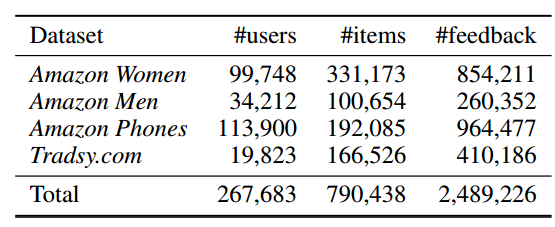 Dataset #users #items #feedback
Amazon Women 99,748 331,173 854,211
Amazon Men 34,212 100,654 260,352
Amazon Phones 113,900 192,085 964,477
Tradsy.com 19,823 166,526 410,186
Total 267,683 790,438 2,489,226